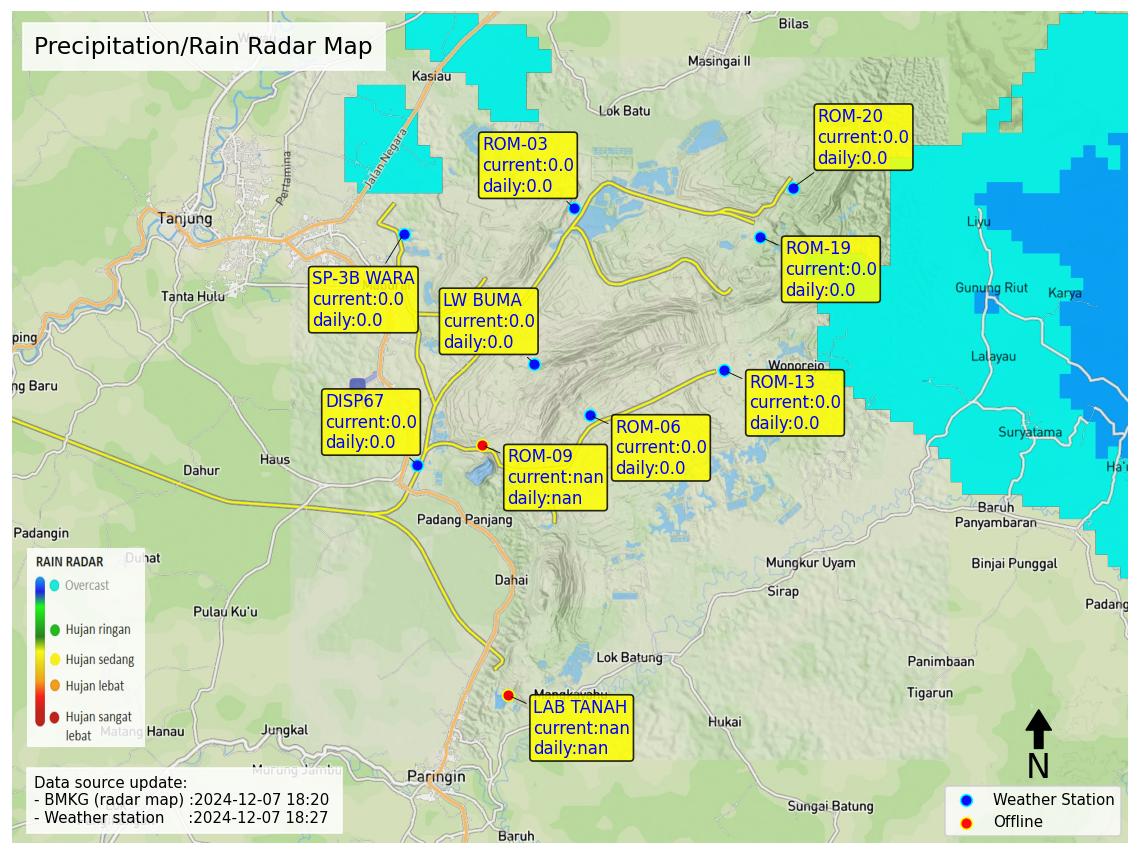 Precipitation/Rain Radar Map
Bilas
Masingai II
Kasiau
Lok Batu
Jalan Negara
Pertamina
Tanjung
Tanta Hulu
ROM-20
current:0.0
daily:0.0
ROM-03
current:0.0
daily:0.0
ROM-19
current:0.0
daily:0.0
SP-3B WARA
current:0.0
daily:0.0
LW BUMA
current:0.0
daily:0.0
Liyu
Gunung Riut
Karya
Lalayau
Suryatama
Ha'u
ping
ng Baru
Wonorejo
ROM-13
current:0.0
daily:0.0
DISP67
current:0.0
daily:0.0
ROM-06
current:0.0
daily:0.0
ROM-09
current:nan
daily:nan
Haus
Dahur
Padang Panjang
Padangin
Duhat
Baruh
Panyambaran
Binjai Punggal
Mungkur Uyam
Sirap
Padang
Dahai
Pulau Ku'u
RAIN RADAR
Overcast
Hujan ringan
Hujan sedang
Hujan lebat
Hujan sangat
lebat
Lok Batung
Panimbaan
Tigarun
Mangkayahu
LAB TANAH
current:nan
daily:nan
Hukai
Matang Hanau
Jungkal
Murung Jambu
Paringin
Sungai Batung
Baruh
Data source update:
- BMKG (radar map) :2024-12-07 18:20
- Weather station :2024-12-07 18:27
N
Weather Station
Offline